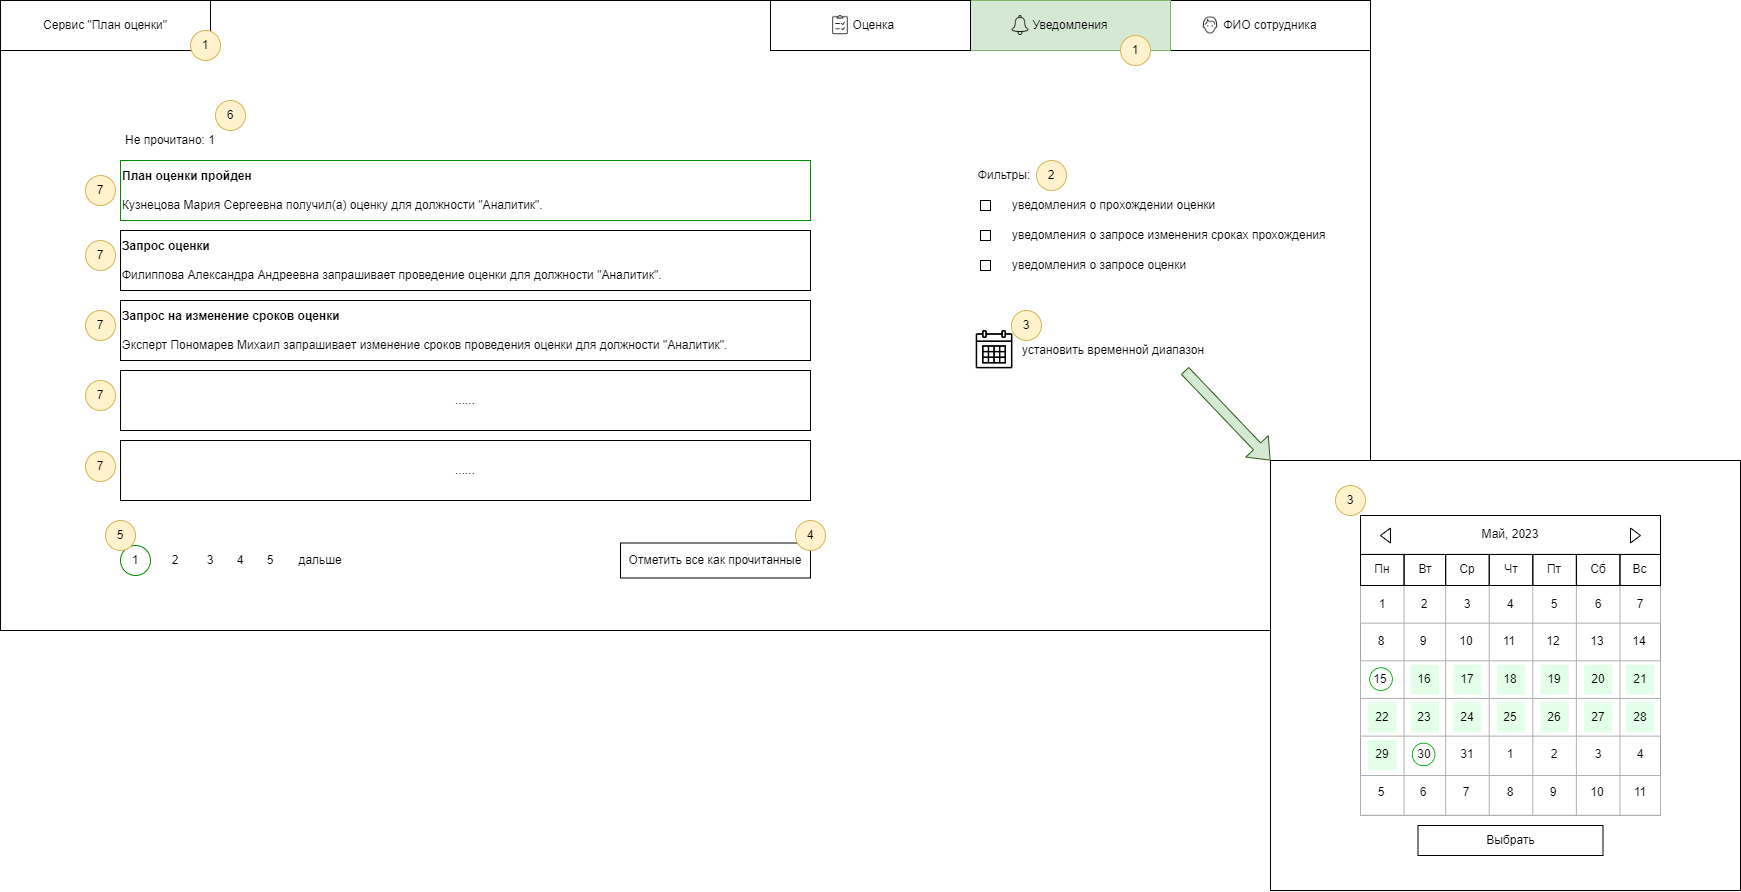 Сервис "План оценки"
1
Оценка
Уведомления
1
ФИО сотрудника
6
Не прочитано: 1
7
План оценки пройден
Кузнецова Мария Сергеевна получил(а) оценку для должности "Аналитик".
7
Запрос оценки
Филиппова Александра Андреевна запрашивает проведение оценки для должности "Аналитик".
7
Запрос на изменение сроков оценки
Эксперт Пономарев Михаил запрашивает изменение сроков проведения оценки для должности "Аналитик".
7
......
7
......
5
1 2 3 4 5 дальше
4
Отметить все как прочитанные
Фильтры:
2
уведомления о прохождении оценки
уведомления о запросе изменения сроках прохождения
уведомления о запросе оценки
3
установить временной диапазон
3
Май, 2023
Пн Вт Ср Чт Пт Сб Вс
1 2 3 4 5 6 7
8 9 10 11 12 13 14
15 16 17 18 19 20 21
22 23 24 25 26 27 28
29 30 31 1 2 3 4
5 6 7 8 9 10 11
Выбрать